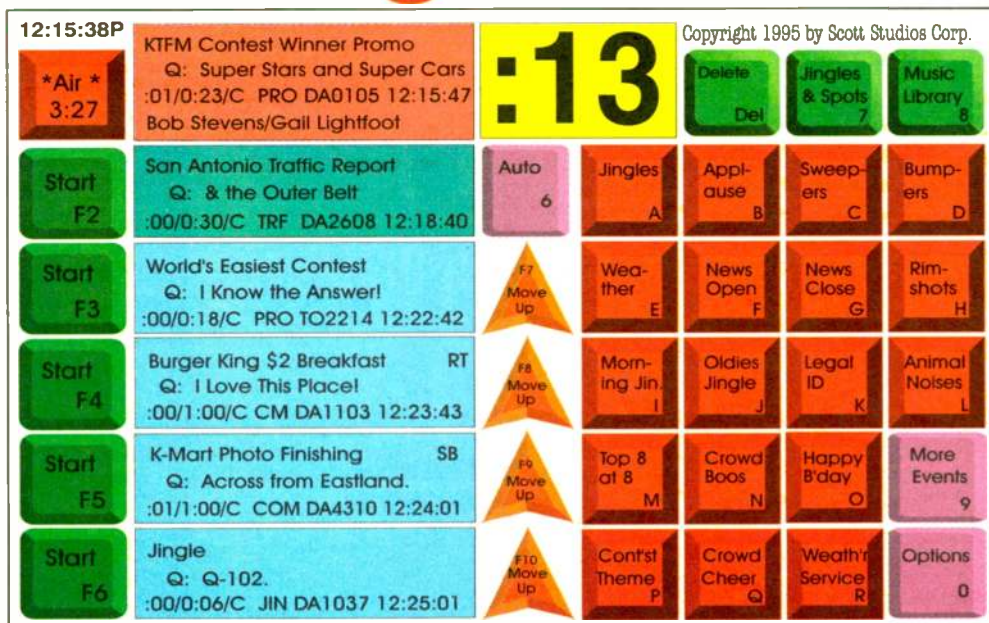 12:15:38P
*Air *
3:27
KTFM Contest Winner Promo
Q: Super Stars and Super Cars
:01/0:23/C PRO DA0105 12:15:47
Bob Stevens/Gail Lightfoot
:13
Copyright 1995 by Scott Studios Corp.
Delete
Del
Jingles
& Spots
7
Music
Library
8
Start
F2
San Antonio Traffic Report
Q: & the Outer Belt
:00/0:30/C TRF DA2608 12:18:40
Auto
6
Jingles
A
Appl-
ause
B
Sweep-
ers
C
Bump-
ers
D
Start
F3
World's Easiest Contest
Q: I Know the Answer!
:00/0:18/C PRO TO2214 12:22:42
F7
Move
Up
Wea-
ther
E
News
Open
F
News
Close
G
Rim-
shots
H
Start
F4
Burger King $2 Breakfast RT
Q: I Love This Place!
:00/1:00/C CM DA1103 12:23:43
F8
Move
Up
Morn-
ing Jin.
I
Oldies
Jingle
J
Legal
ID
K
Animal
Noises
L
Start
F5
K-Mart Photo Finishing SB
Q: Across from Eastland.
:01/1:00/C COM DA4310 12:24:01
F9
Move
Up
Top 8
at 8
M
Crowd
Boos
N
Happy
B'day
O
More
Events
9
Start
F6
Jingle
Q: Q-102.
:00/0:06/C JIN DA1037 12:25:01
F10
Move
Up
Cont'st
Theme
P
Crowd
Cheer
Q
Weath'r
Service
R
Options
0